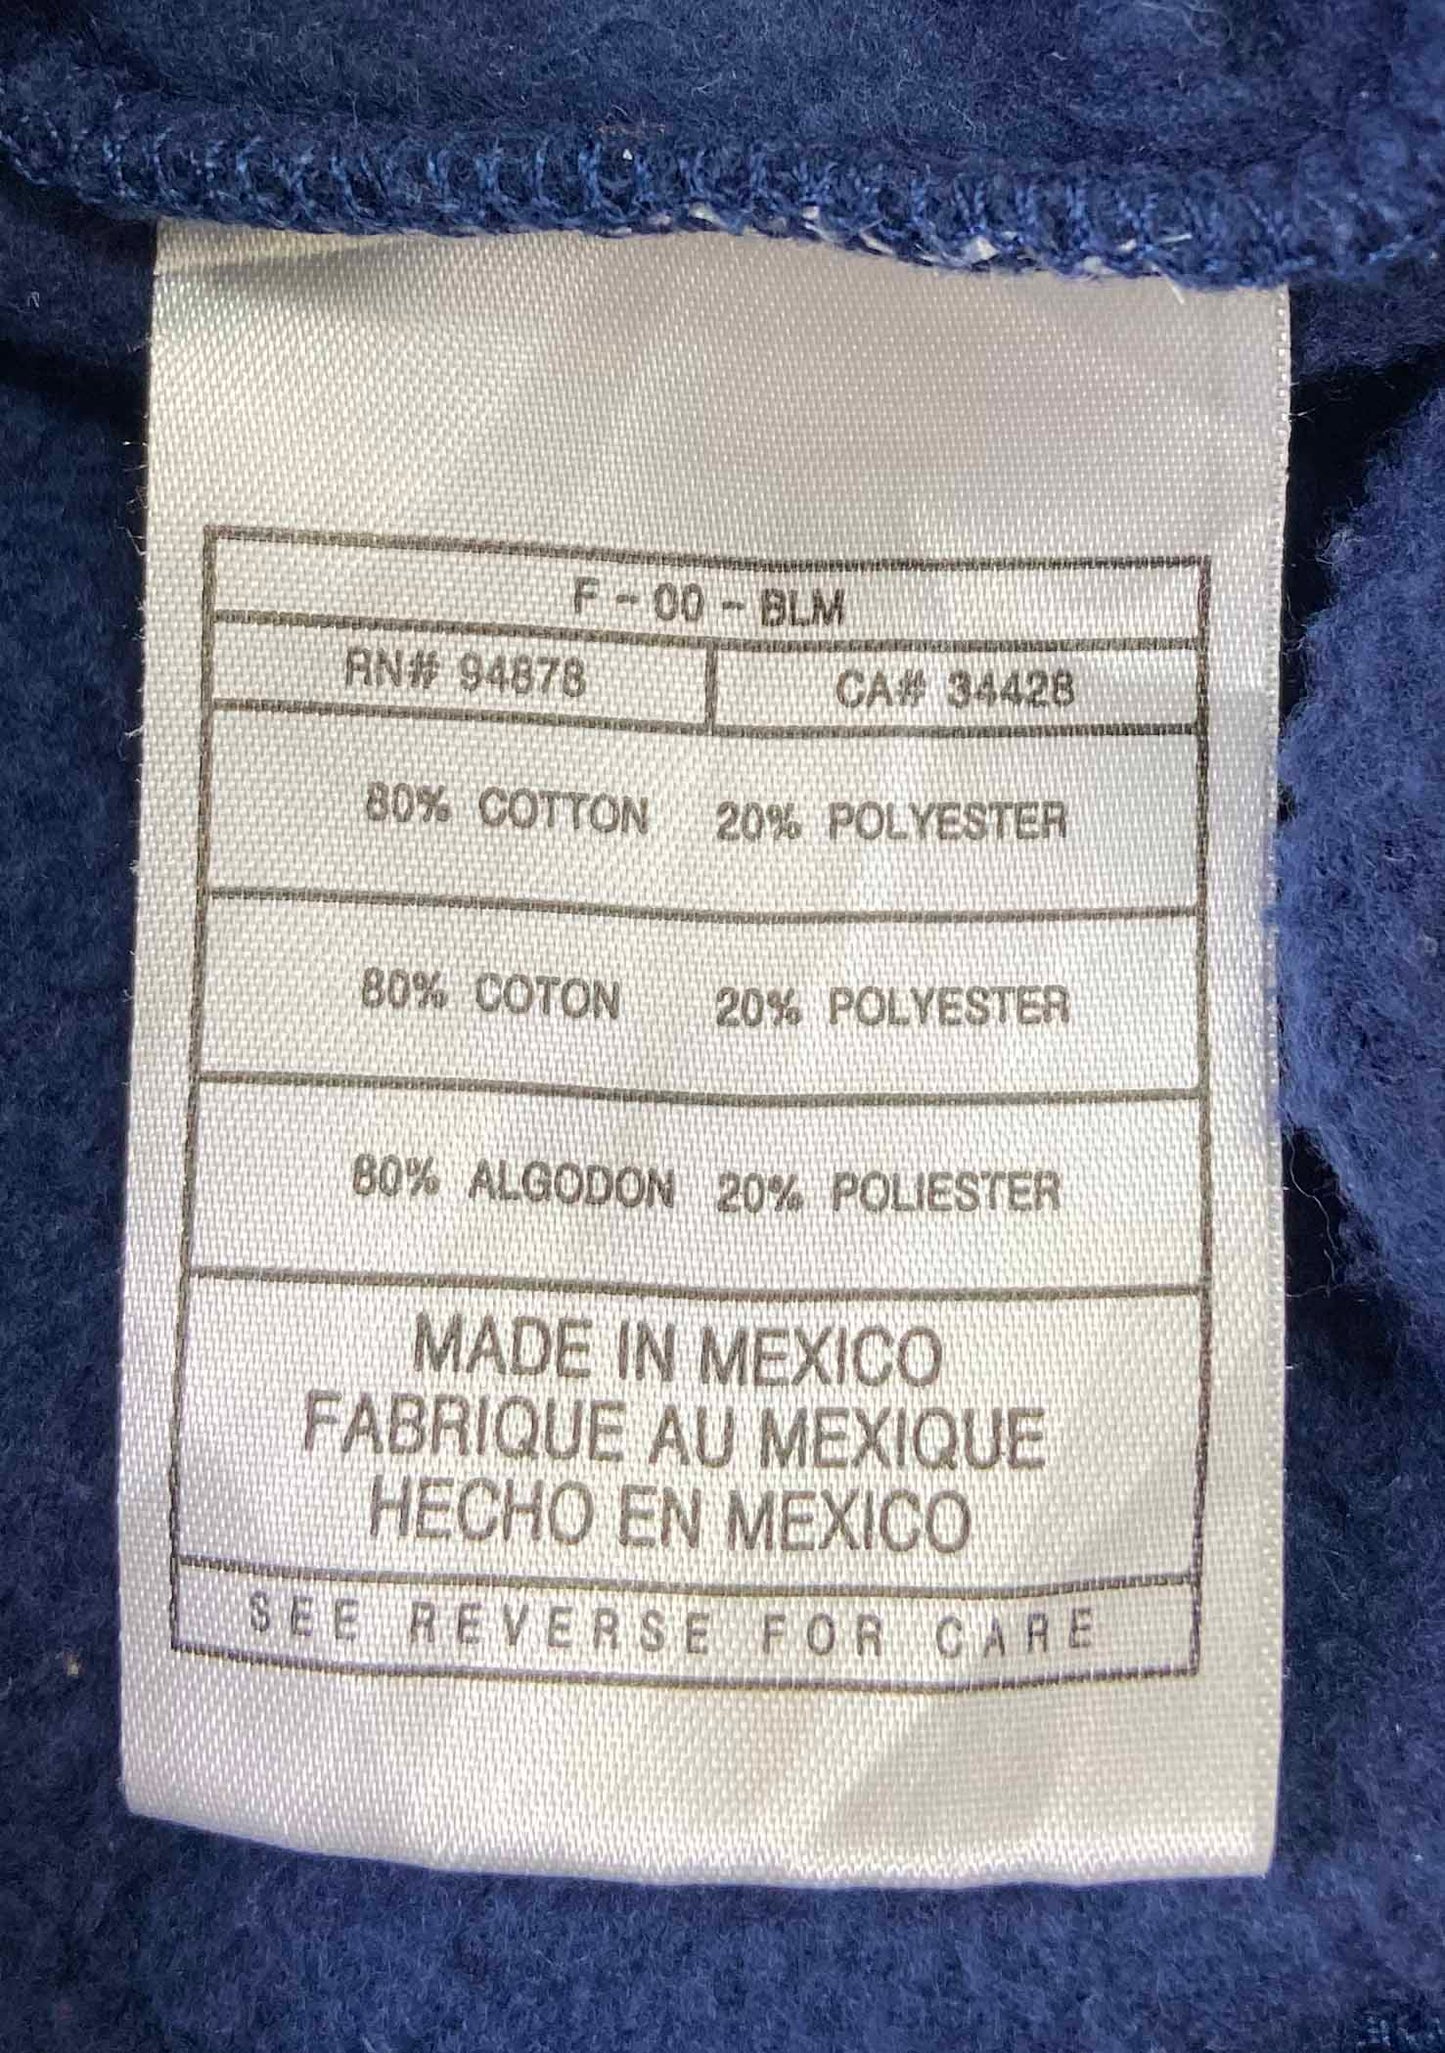 F - 00 - BLM
RN# 94878 CA# 34428
80% COTTON 20% POLYESTER
80% COTON 20% POLYESTER
80% ALGODON 20% POLIESTER
MADE IN MEXICO
FABRIQUE AU MEXIQUE
HECHO EN MEXICO
SEE REVERSE FOR CARE